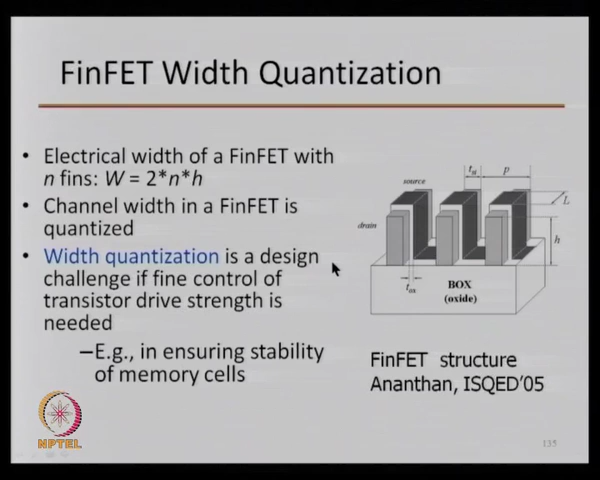 FinFET Width Quantization
• Electrical width of a FinFET with
n fins: W = 2*n*h
• Channel width in a FinFET is
quantized
• Width quantization is a design
challenge if fine control of
transistor drive strength is
needed
–E.g., in ensuring stability
of memory cells
source
t_si
p
L
drain
h
t_ox
BOX
(oxide)
FinFET structure
Ananthan, ISQED'05
NPTEL
135